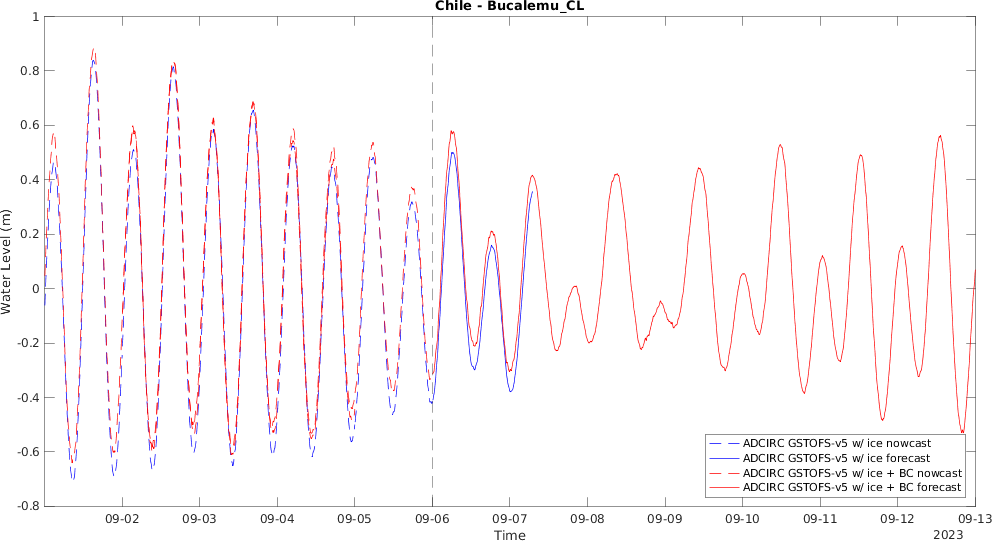 Chile - Bucalemu_CL
Water Level (m)
1
0.8
0.6
0.4
0.2
0
-0.2
-0.4
-0.6
-0.8
ADCIRC GSTOFS-v5 w/ ice nowcast
ADCIRC GSTOFS-v5 w/ ice forecast
ADCIRC GSTOFS-v5 w/ ice + BC nowcast
ADCIRC GSTOFS-v5 w/ ice + BC forecast
09-02 09-03 09-04 09-05 09-06 09-07 09-08 09-09 09-10 09-11 09-12 09-13
Time
2023